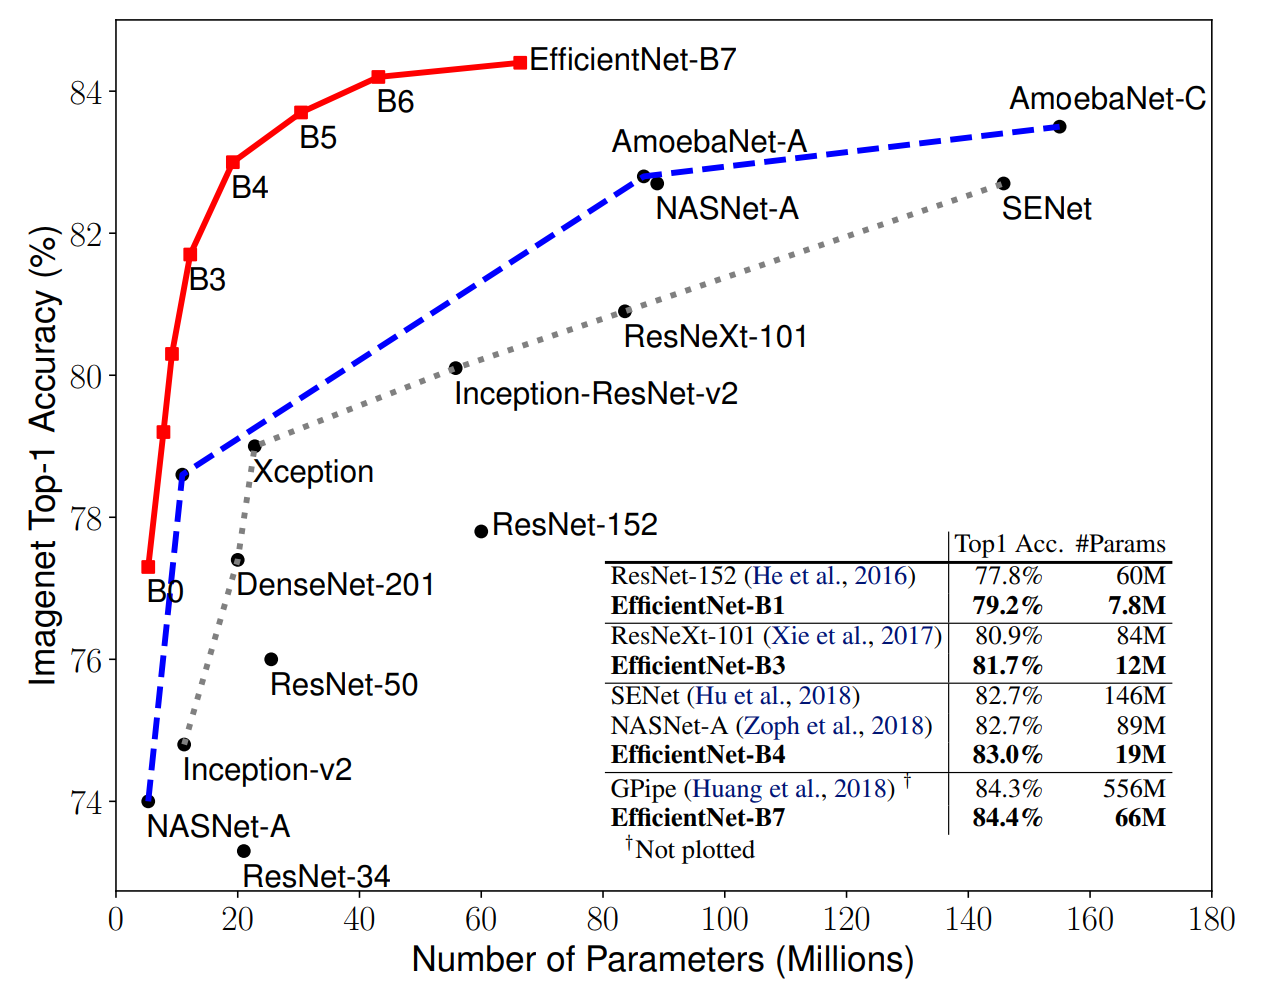 EfficientNet-B7
84
AmoebaNet-C
B6
B5
AmoebaNet-A
B4
NASNet-A
SENet
82
B3
ResNeXt-101
80
Inception-ResNet-v2
Xception
78
ResNet-152
B0
DenseNet-201
76
ResNet-50
Inception-v2
74
NASNet-A
ResNet-34
Top1 Acc. #Params
ResNet-152 (He et al., 2016) 77.8% 60M
EfficientNet-B1 79.2% 7.8M
ResNeXt-101 (Xie et al., 2017) 80.9% 84M
EfficientNet-B3 81.7% 12M
SENet (Hu et al., 2018) 82.7% 146M
NASNet-A (Zoph et al., 2018) 82.7% 89M
EfficientNet-B4 83.0% 19M
GPipe (Huang et al., 2018) † 84.3% 556M
EfficientNet-B7 84.4% 66M
†Not plotted
0 20 40 60 80 100 120 140 160 180
Number of Parameters (Millions)
Imagenet Top-1 Accuracy (%)